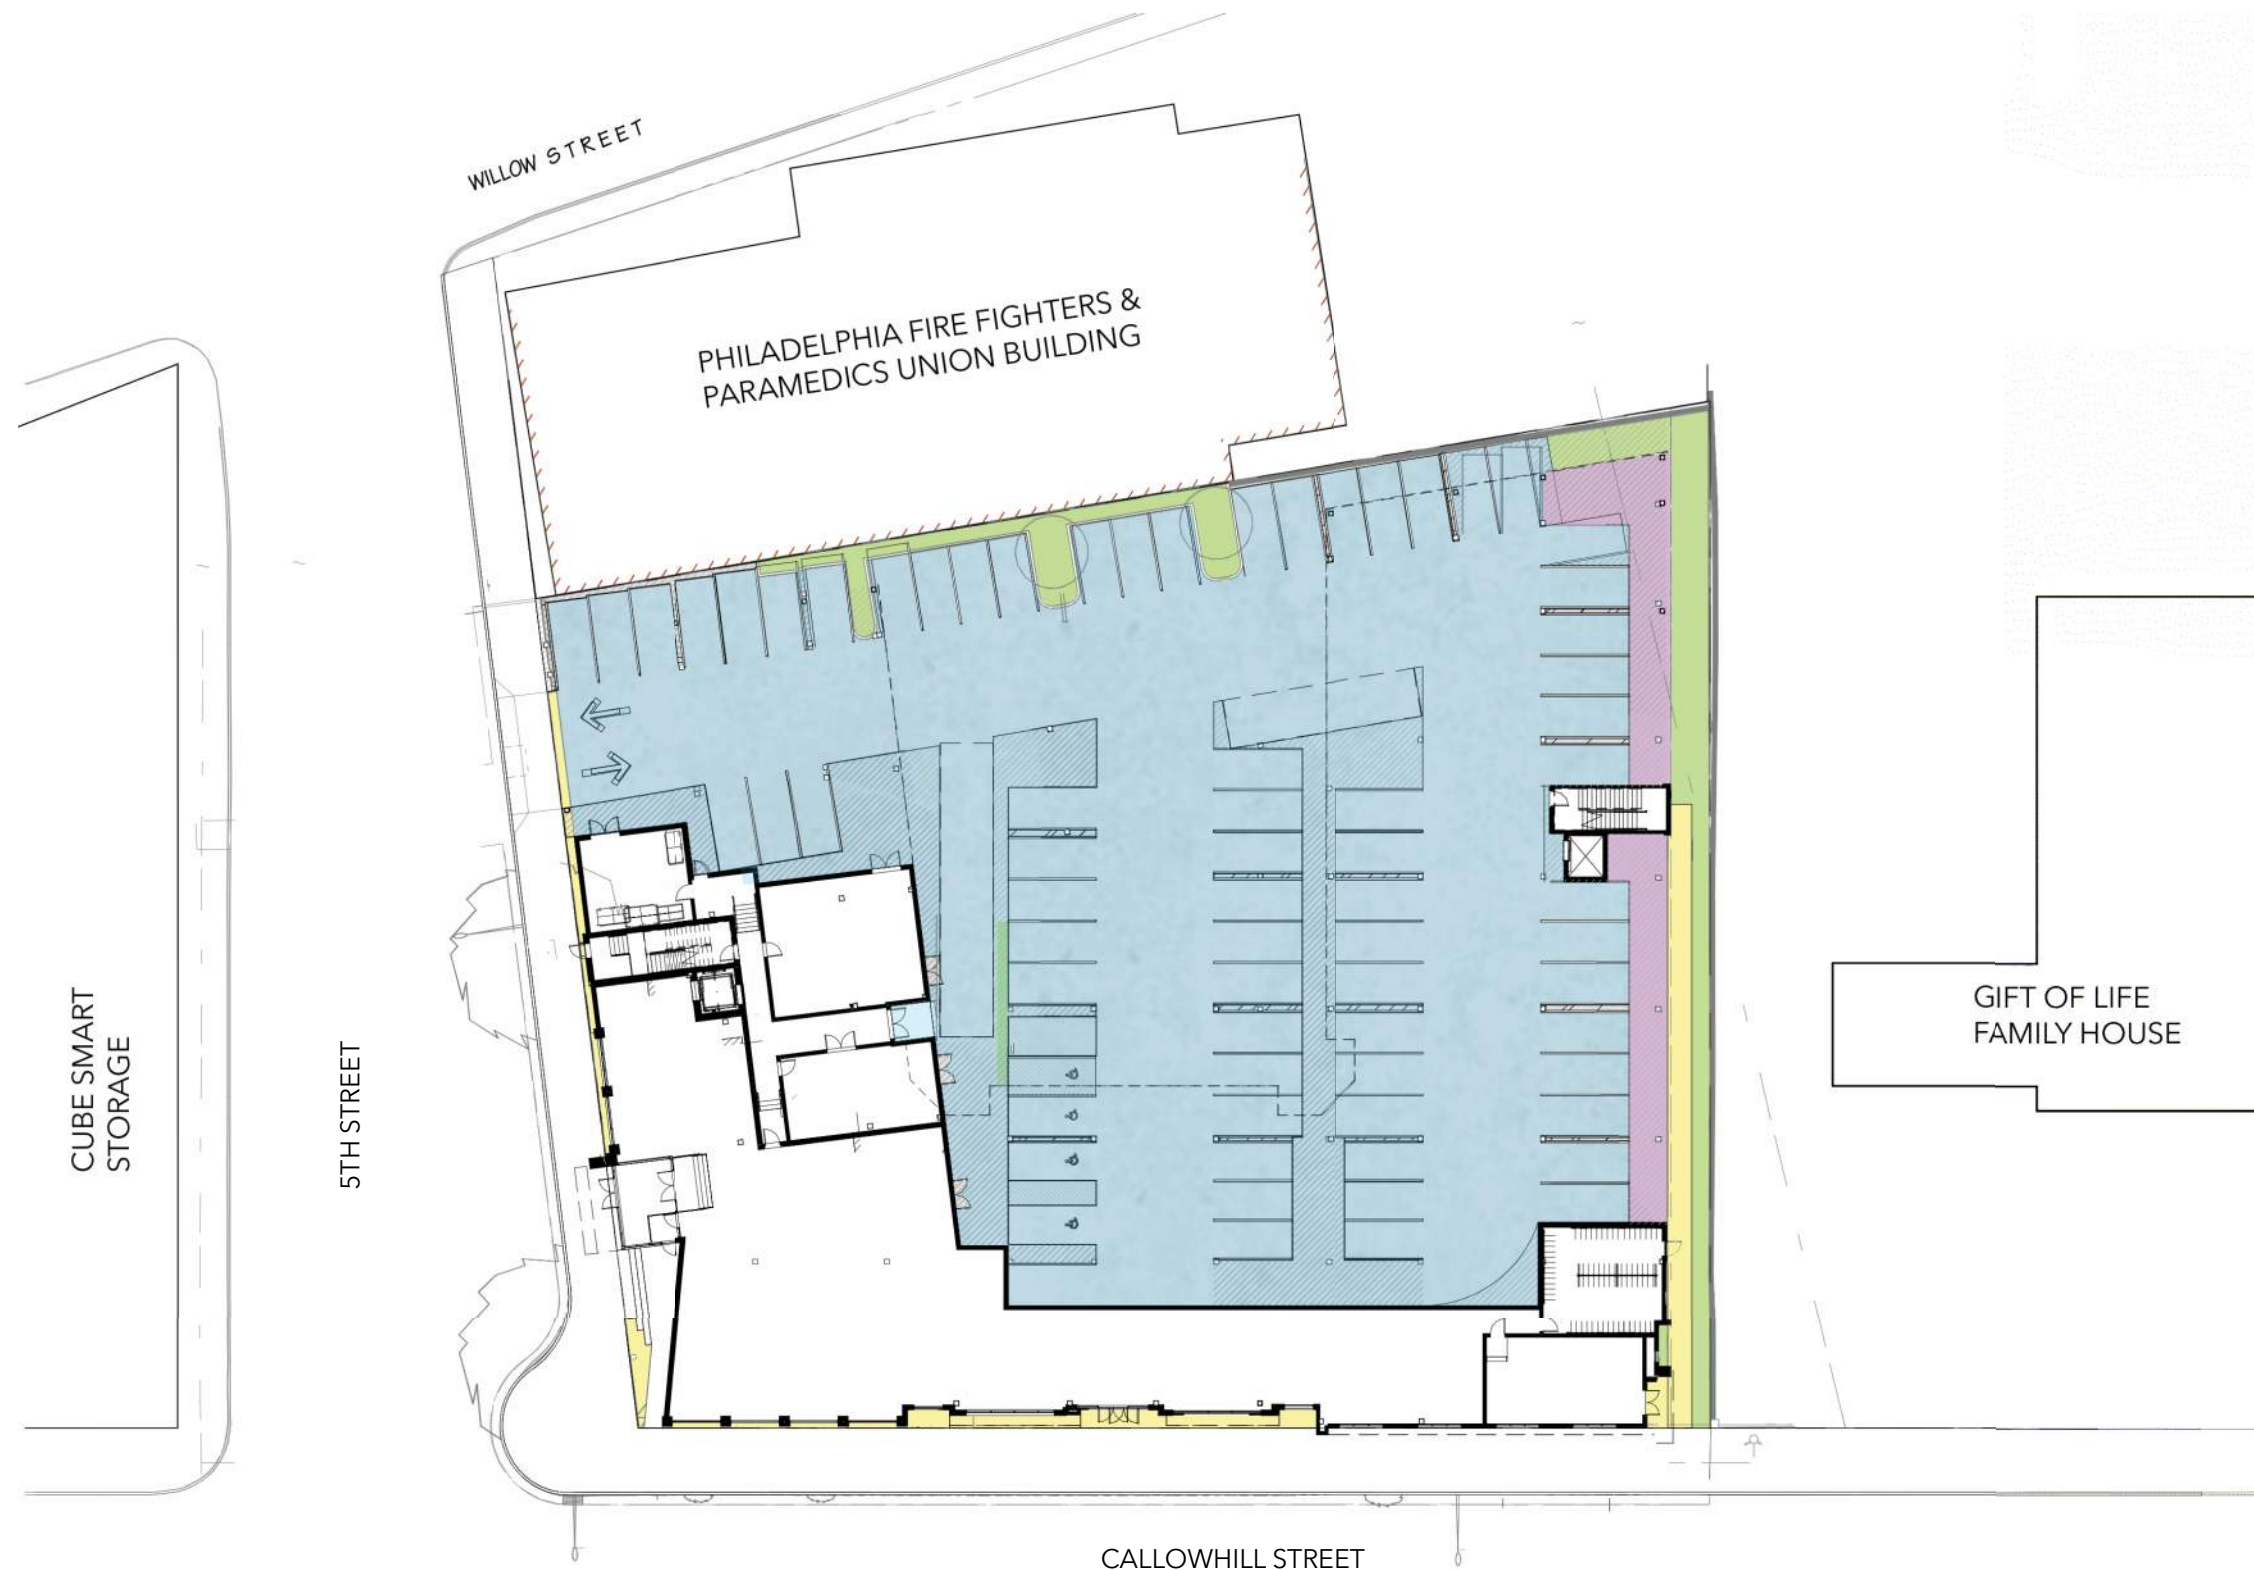 WILLOW STREET
PHILADELPHIA FIRE FIGHTERS &
PARAMEDICS UNION BUILDING
CUBE SMART
STORAGE
5TH STREET
GIFT OF LIFE
FAMILY HOUSE
CALLOWHILL STREET